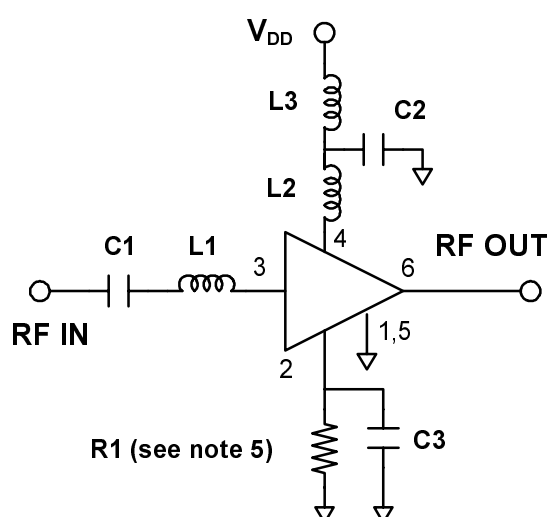 VDD
L3
C2
L2
C1
L1
3
4
6
RF OUT
RF IN
1,5
2
R1 (see note 5)
C3